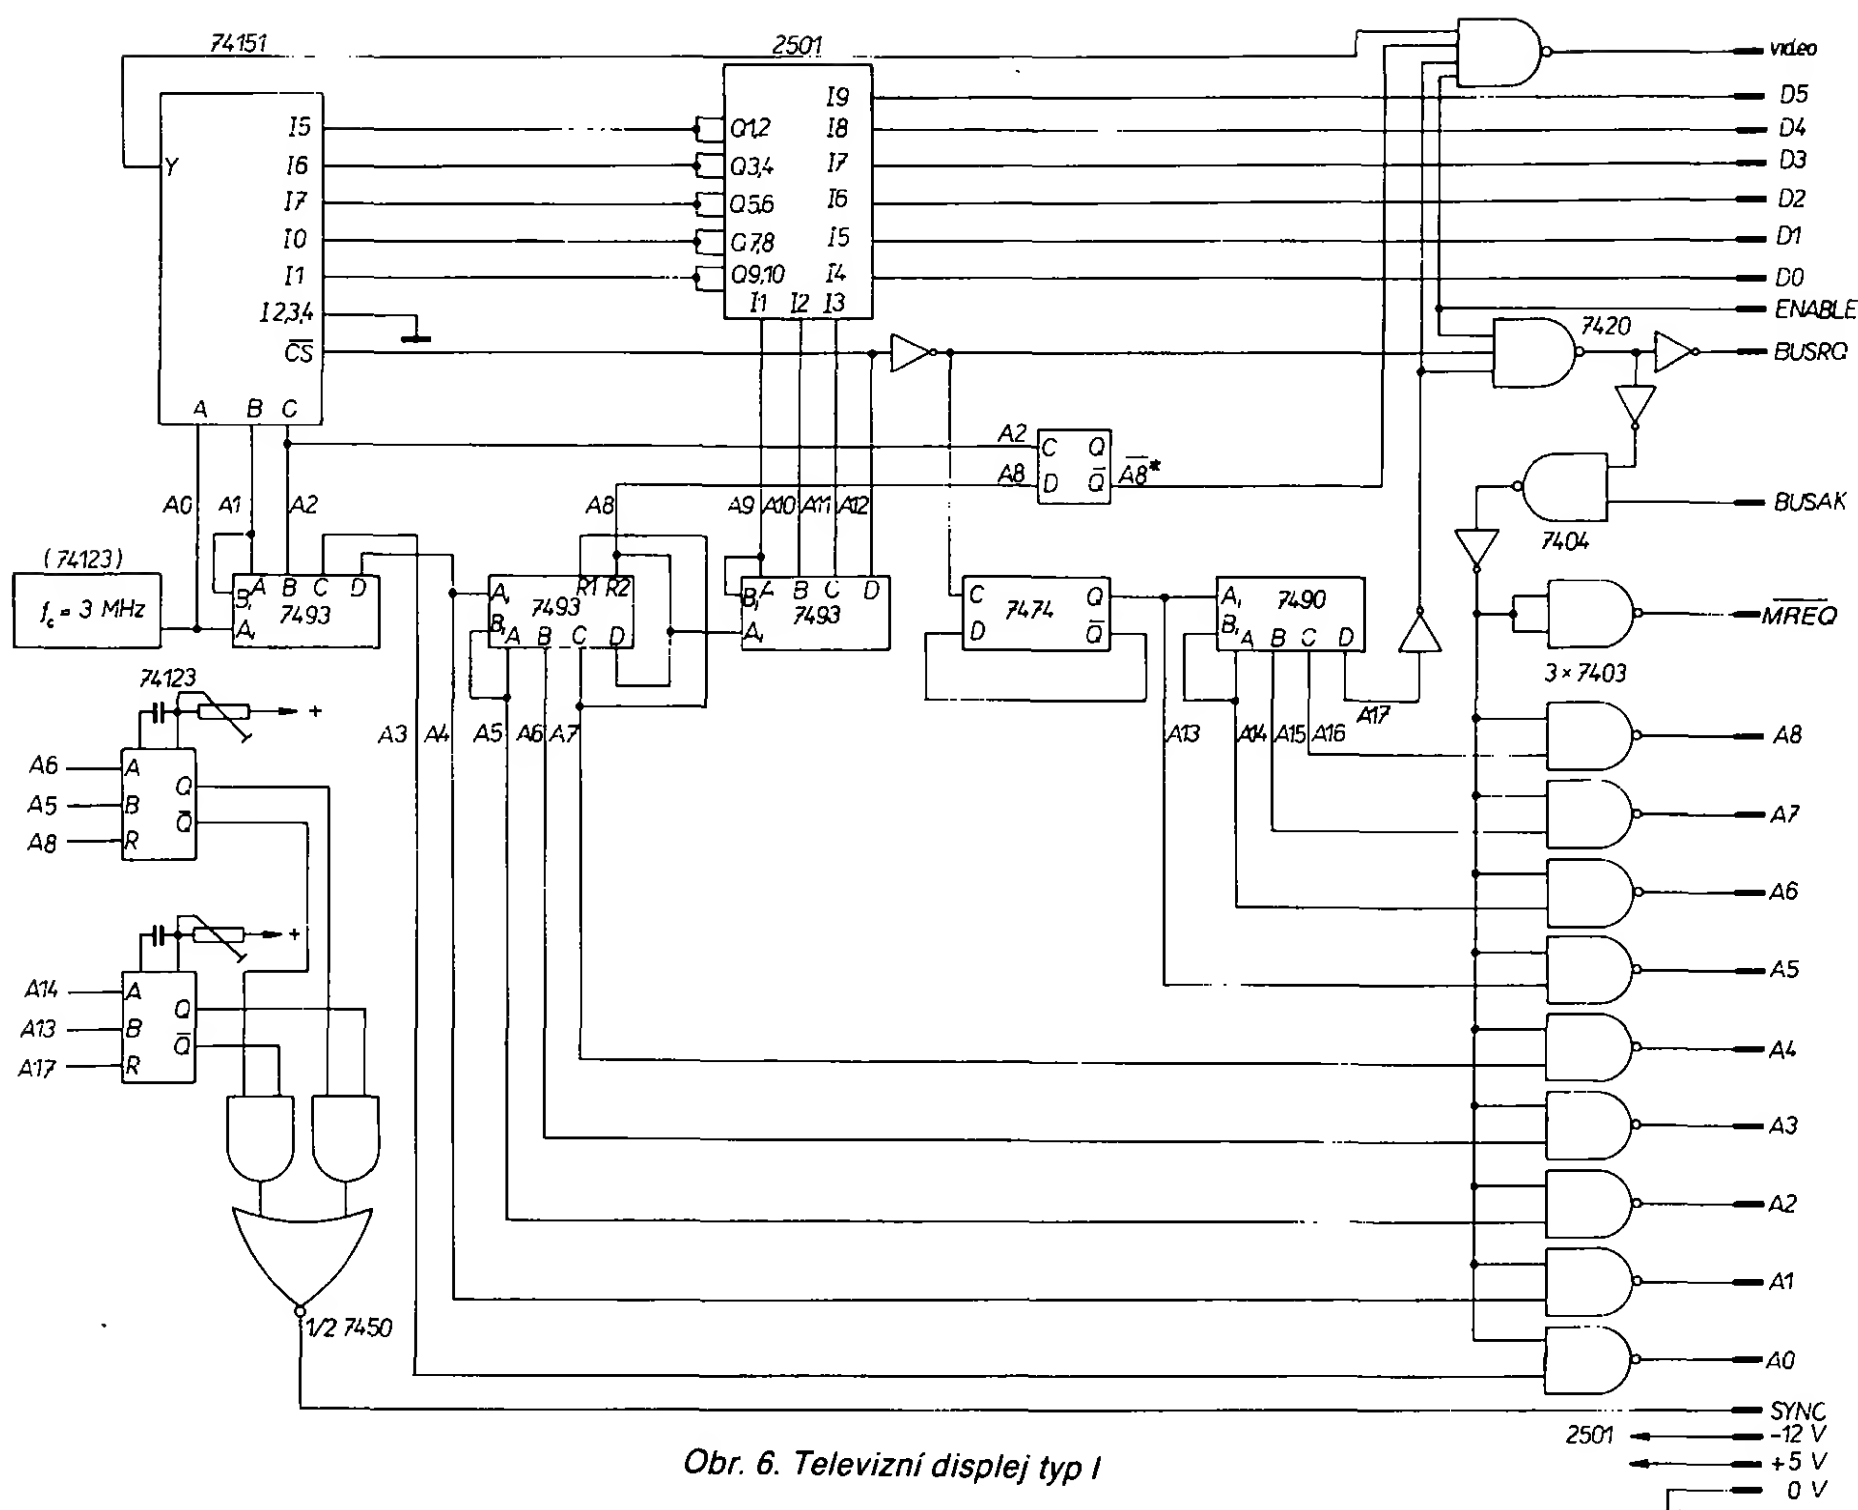 74151
2501
video
I9
D5
I5
Q1,2
I8
D4
Y
I6
Q3,4
I7
D3
I7
Q5,6
I6
D2
I0
Q7,8
I5
D1
I1
Q9,10
I4
D0
I1 I2 I3
I2,3,4
ENABLE
7420
C̅S̅
BUSRQ
A B C
A2
C Q
A8
D Q̅
A̅8̅*
A0 A1 A2
A8
A9 A10 A11 A12
BUSAK
7404
(74123)
f_c = 3 MHz
A B C D
B₁
7493
A₁
R1 R2
A₁
7493
B₁
A B C D
A B C D
B₁
7493
A₁
C Q
7474
D Q̅
A₁
7490
B₁
A B C D
M̅R̅E̅Q̅
3 × 7403
74123
+
A3 A4 A5 A6 A7
A13 A14 A15 A16
A17
A8
A6
A
Q
A5
B
Q̅
A8
R
A7
A6
+
A14
A
Q
A13
B
Q̅
A17
R
A5
A4
A3
A2
A1
1/2 7450
A0
SYNC
2501
-12 V
+5 V
0 V
Obr. 6. Televizní displej typ I